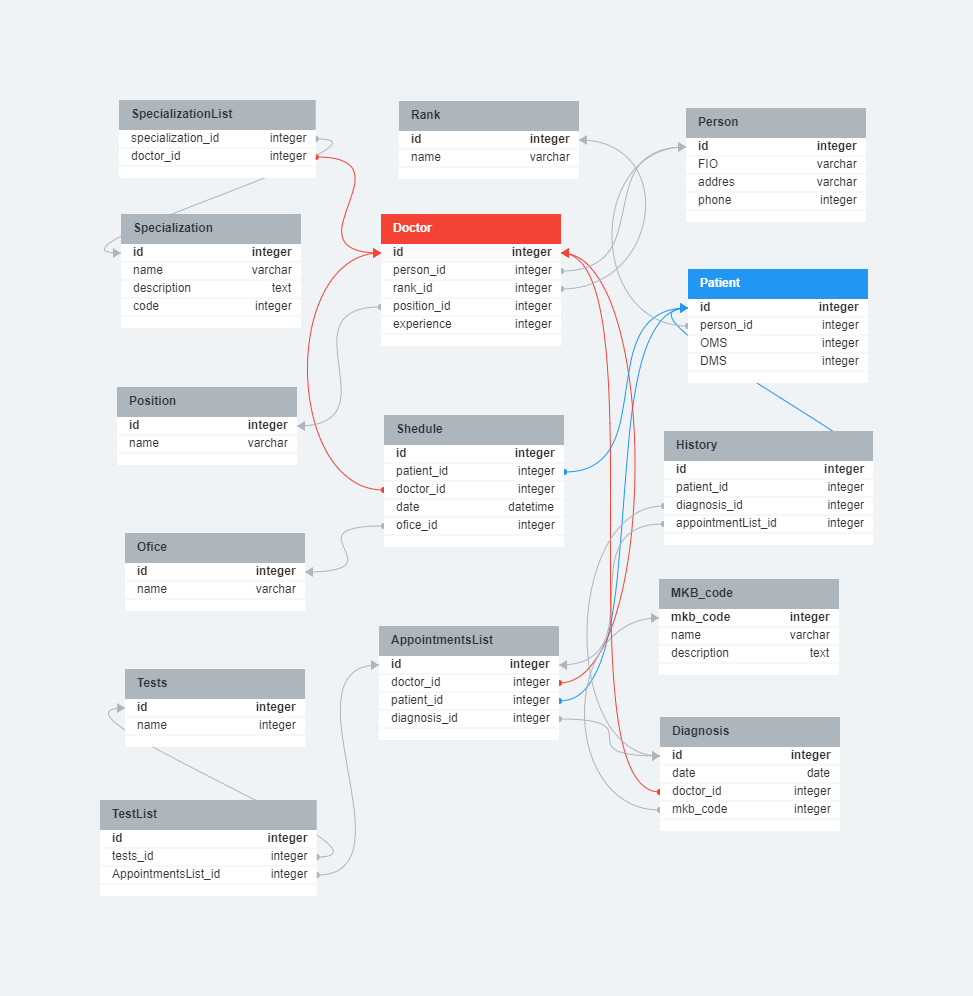 SpecializationList
specialization_id integer
doctor_id integer
Rank
id integer
name varchar
Person
id integer
FIO varchar
addres varchar
phone integer
Specialization
id integer
name varchar
description text
code integer
Doctor
id integer
person_id integer
rank_id integer
position_id integer
experience integer
Patient
id integer
person_id integer
OMS integer
DMS integer
Position
id integer
name varchar
Shedule
id integer
patient_id integer
doctor_id integer
date datetime
ofice_id integer
History
id integer
patient_id integer
diagnosis_id integer
appointmentList_id integer
Ofice
id integer
name varchar
MKB_code
mkb_code integer
name varchar
description text
AppointmentsList
id integer
doctor_id integer
patient_id integer
diagnosis_id integer
Tests
id integer
name integer
Diagnosis
id integer
date date
doctor_id integer
mkb_code integer
TestList
id integer
tests_id integer
AppointmentsList_id integer